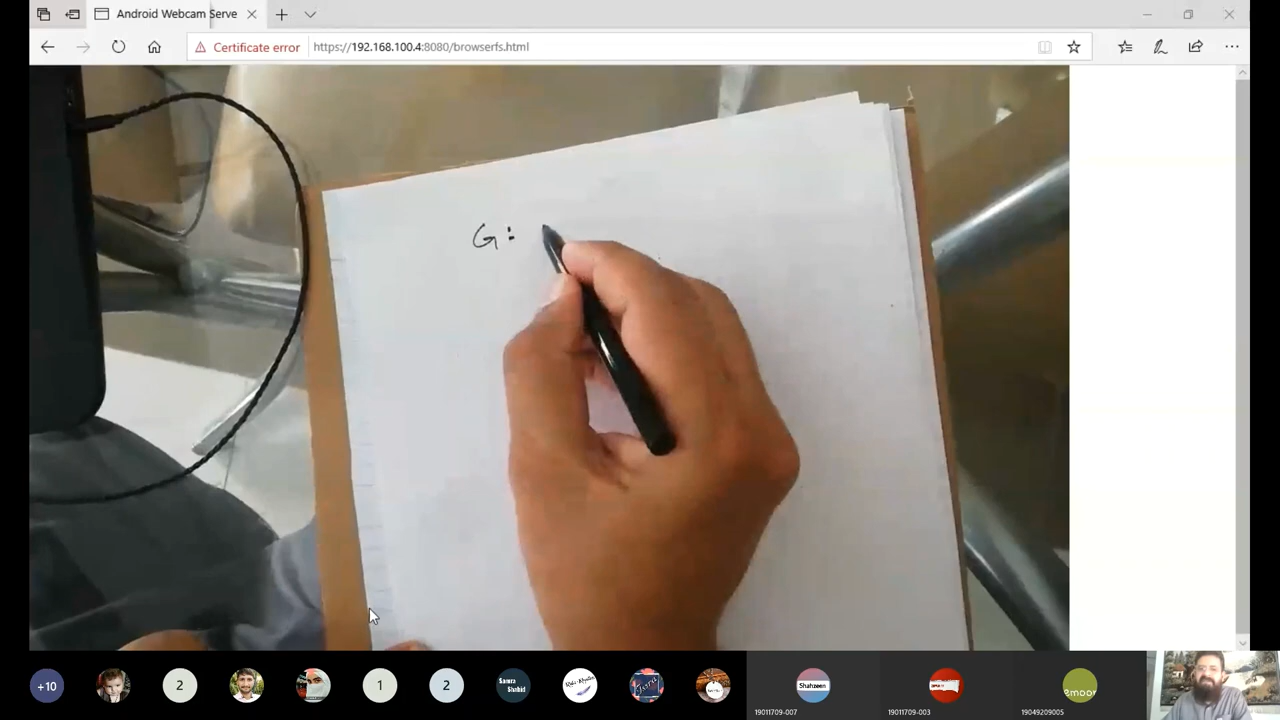 Android Webcam Serve
Certificate error
https://192.168.100.4:8080/browserfs.html
G:
+10
2
1
2
Samra Shahid
Shahzeen
19011709-007
19011709-003
19049209005